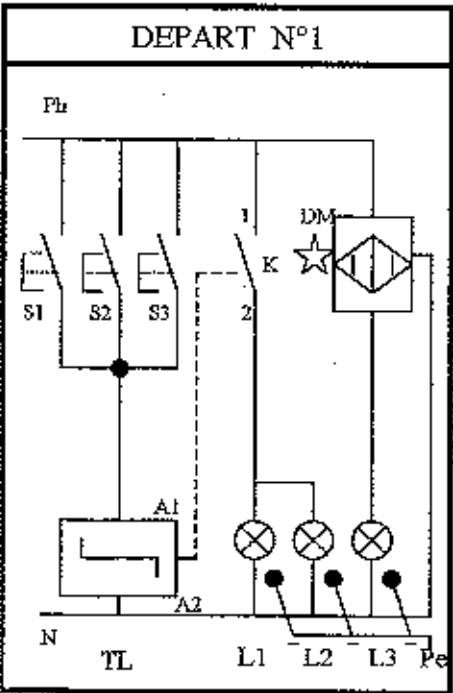 DEPART N°1
Ph
1
DM
K
S1 S2 S3
2
A1
A2
N
TL
L1 L2 L3 Pe